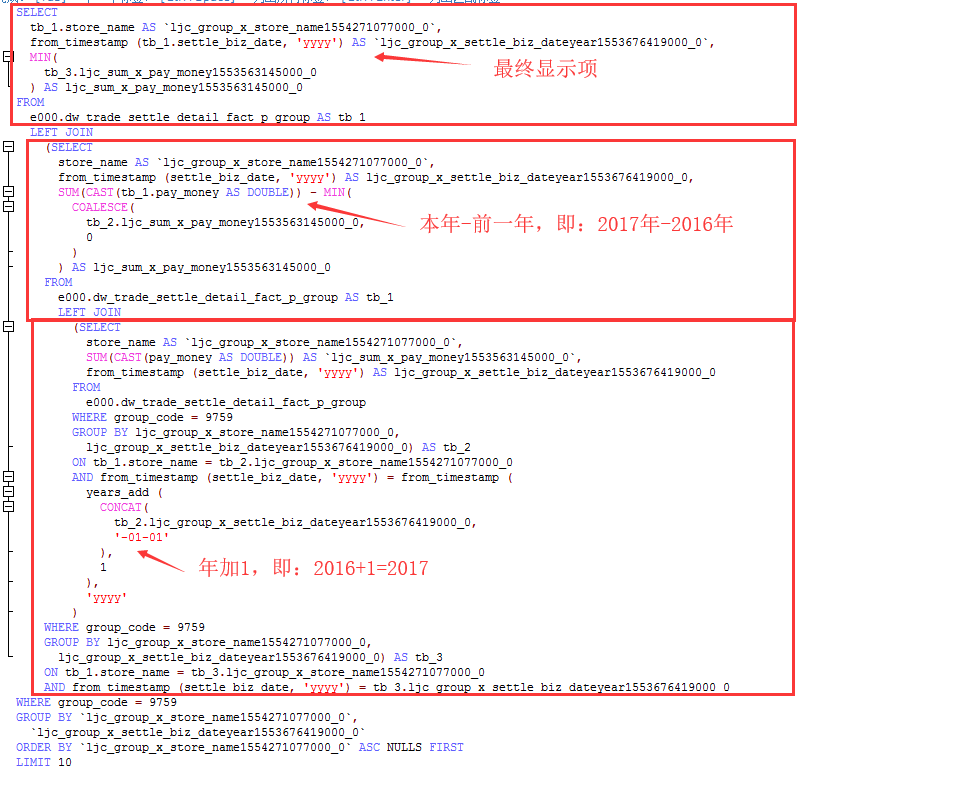 SELECT
tb_1.store_name AS `ljc_group_x_store_name1554271077000_0`,
from_timestamp (tb_1.settle_biz_date, 'yyyy') AS `ljc_group_x_settle_biz_dateyear1553676419000_0`,
MIN(
最终显示项
tb_3.ljc_sum_x_pay_money1553563145000_0
) AS ljc_sum_x_pay_money1553563145000_0
FROM
e000.dw_trade_settle_detail_fact_p_group AS tb_1
LEFT JOIN
(SELECT
store_name AS `ljc_group_x_store_name1554271077000_0`,
from_timestamp (settle_biz_date, 'yyyy') AS ljc_group_x_settle_biz_dateyear1553676419000_0,
SUM(CAST(tb_1.pay_money AS DOUBLE)) - MIN(
COALESCE(
tb_2.ljc_sum_x_pay_money1553563145000_0,
本年-前一年，即：2017年-2016年
0
)
) AS ljc_sum_x_pay_money1553563145000_0
FROM
e000.dw_trade_settle_detail_fact_p_group AS tb_1
LEFT JOIN
(SELECT
store_name AS `ljc_group_x_store_name1554271077000_0`,
SUM(CAST(pay_money AS DOUBLE)) AS `ljc_sum_x_pay_money1553563145000_0`,
from_timestamp (settle_biz_date, 'yyyy') AS ljc_group_x_settle_biz_dateyear1553676419000_0
FROM
e000.dw_trade_settle_detail_fact_p_group
WHERE group_code = 9759
GROUP BY ljc_group_x_store_name1554271077000_0,
ljc_group_x_settle_biz_dateyear1553676419000_0) AS tb_2
ON tb_1.store_name = tb_2.ljc_group_x_store_name1554271077000_0
AND from_timestamp (settle_biz_date, 'yyyy') = from_timestamp (
years_add (
CONCAT(
tb_2.ljc_group_x_settle_biz_dateyear1553676419000_0,
'-01-01'
),
1
年加1，即：2016+1=2017
),
'yyyy'
)
WHERE group_code = 9759
GROUP BY ljc_group_x_store_name1554271077000_0,
ljc_group_x_settle_biz_dateyear1553676419000_0) AS tb_3
ON tb_1.store_name = tb_3.ljc_group_x_store_name1554271077000_0
AND from_timestamp (settle_biz_date, 'yyyy') = tb_3.ljc_group_x_settle_biz_dateyear1553676419000_0
WHERE group_code = 9759
GROUP BY `ljc_group_x_store_name1554271077000_0`,
`ljc_group_x_settle_biz_dateyear1553676419000_0`
ORDER BY `ljc_group_x_store_name1554271077000_0` ASC NULLS FIRST
LIMIT 10